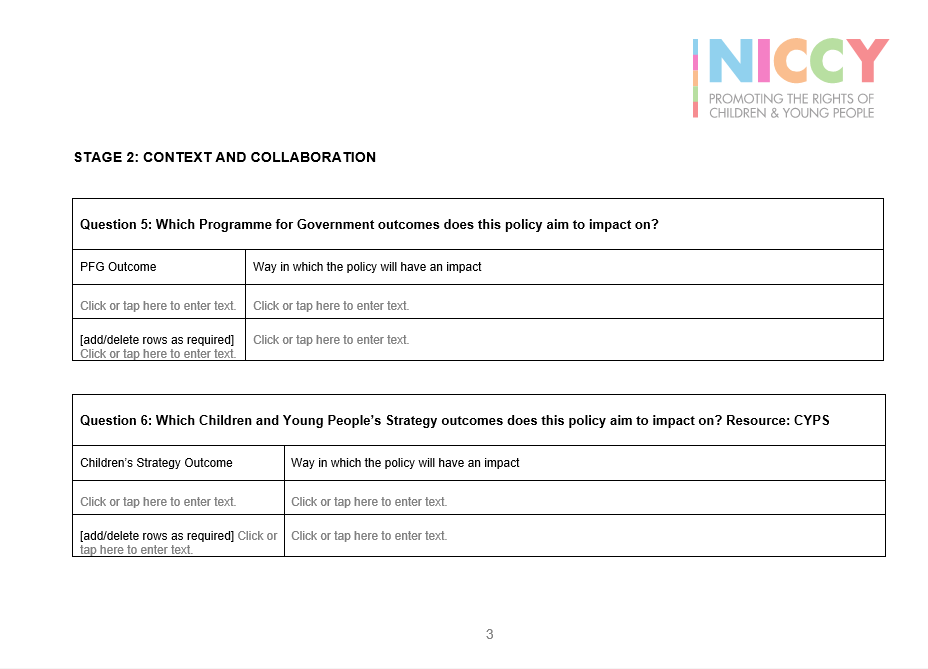 NICCY
PROMOTING THE RIGHTS OF
CHILDREN & YOUNG PEOPLE
STAGE 2: CONTEXT AND COLLABORATION
Question 5: Which Programme for Government outcomes does this policy aim to impact on?
PFG Outcome
Way in which the policy will have an impact
Click or tap here to enter text.
Click or tap here to enter text.
[add/delete rows as required]
Click or tap here to enter text.
Click or tap here to enter text.
Question 6: Which Children and Young People’s Strategy outcomes does this policy aim to impact on? Resource: CYPS
Children’s Strategy Outcome
Way in which the policy will have an impact
Click or tap here to enter text.
Click or tap here to enter text.
[add/delete rows as required] Click or
tap here to enter text.
Click or tap here to enter text.
3